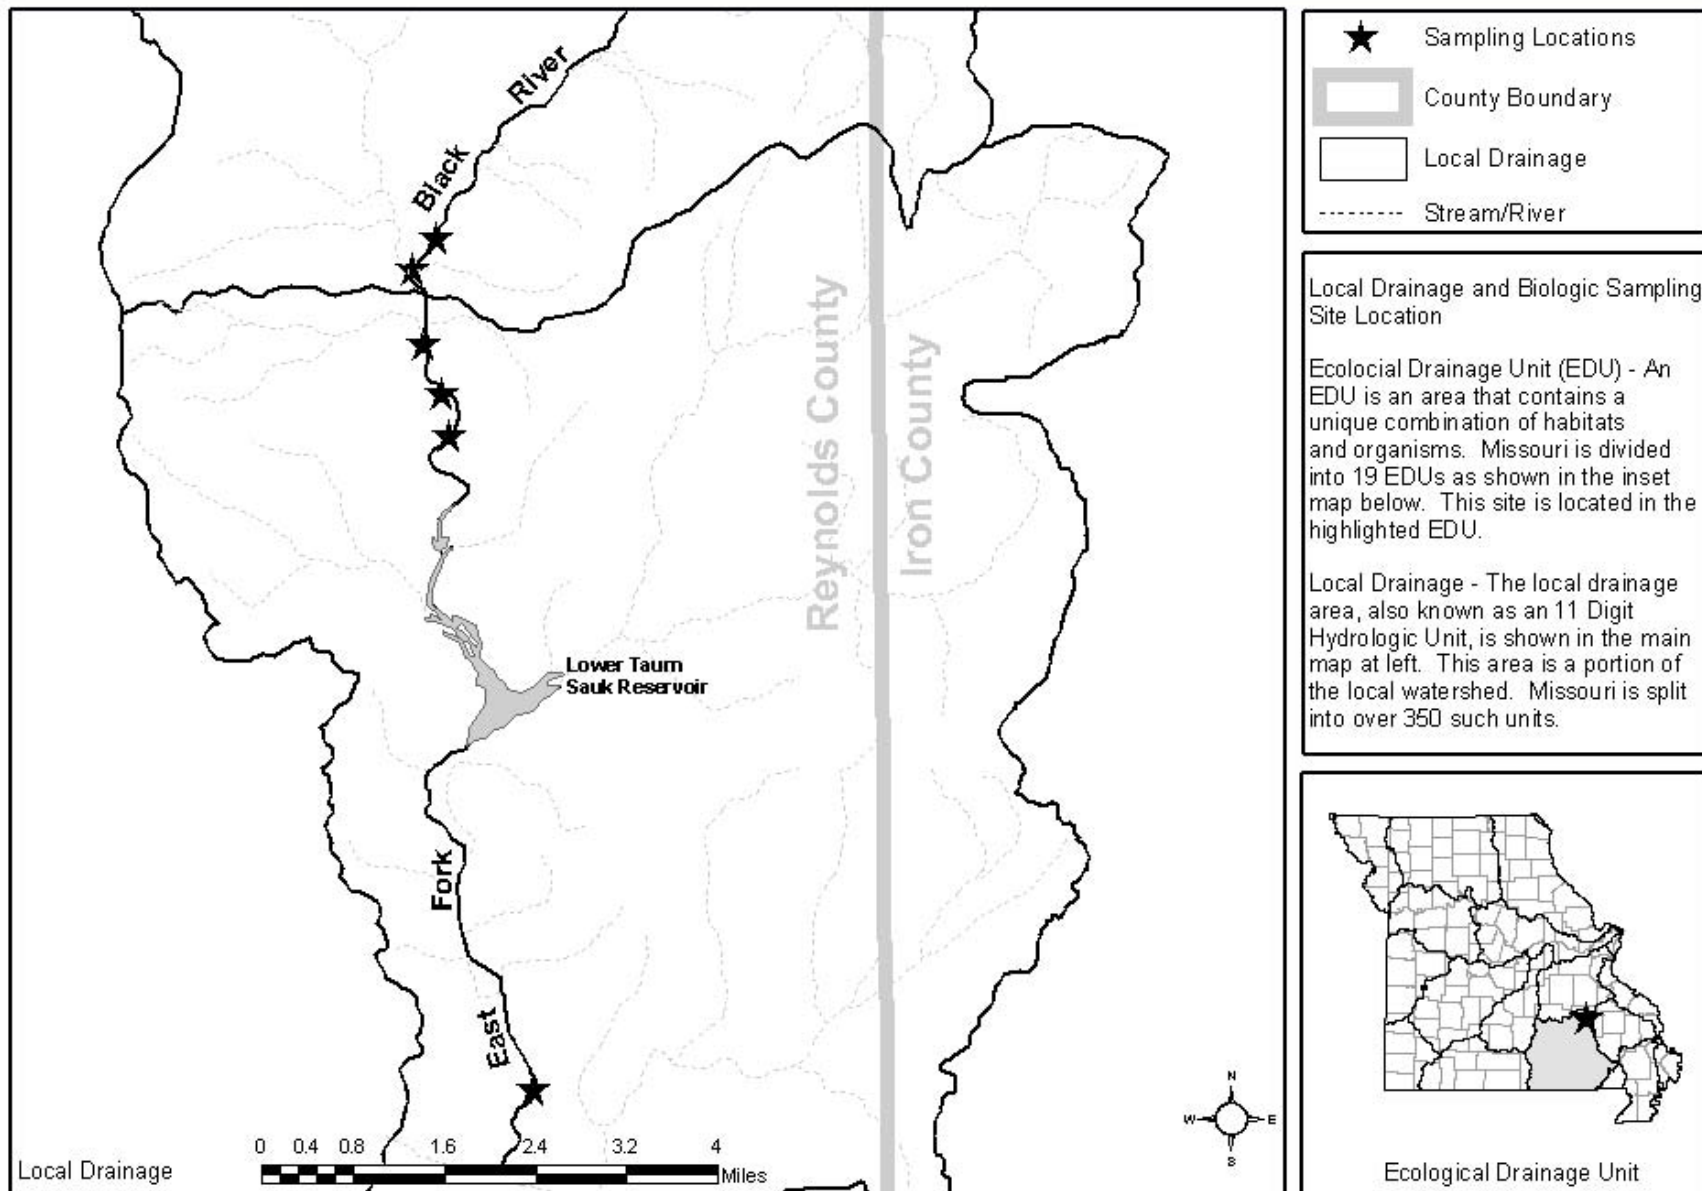 River
Black
Reynolds County
Iron County
Lower Taum
Sauk Reservoir
Fork
East
N
W
E
S
0 0.4 0.8 1.6 2.4 3.2 4
Miles
Local Drainage
Sampling Locations
County Boundary
Local Drainage
Stream/River
Local Drainage and Biologic Sampling
Site Location
Ecolocial Drainage Unit (EDU) - An
EDU is an area that contains a
unique combination of habitats
and organisms. Missouri is divided
into 19 EDUs as shown in the inset
map below. This site is located in the
highlighted EDU.
Local Drainage - The local drainage
area, also known as an 11 Digit
Hydrologic Unit, is shown in the main
map at left. This area is a portion of
the local watershed. Missouri is split
into over 350 such units.
Ecological Drainage Unit